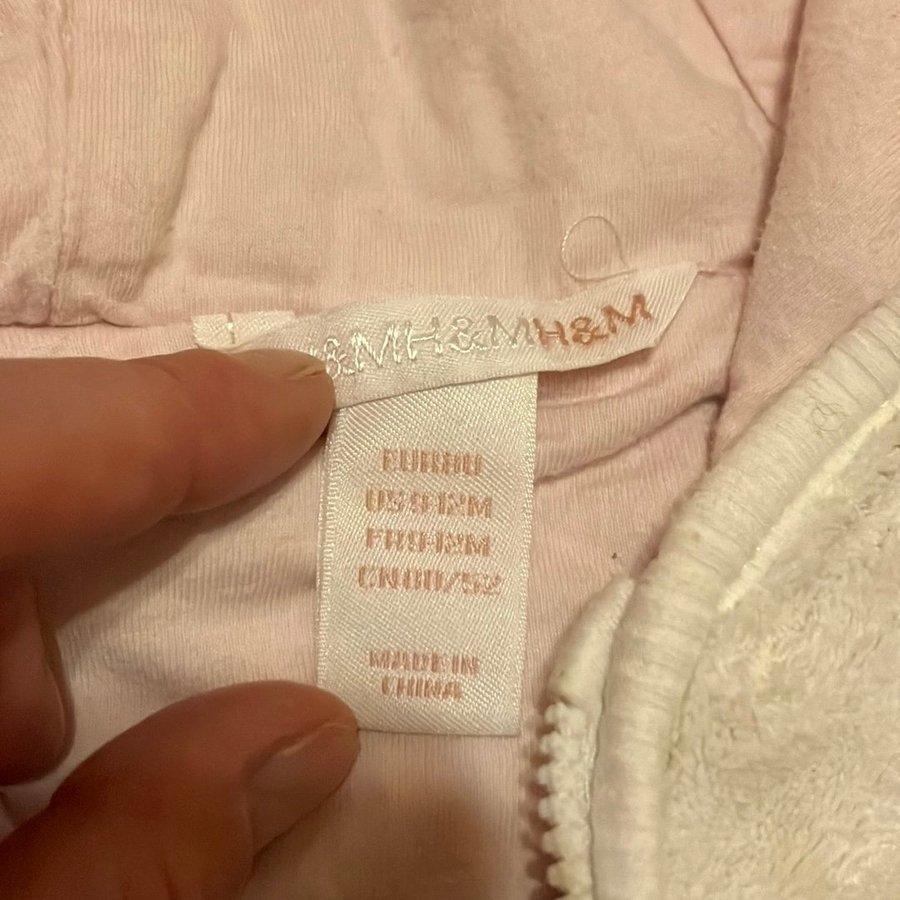 &MH&MH&M
EUR80
US9-12M
FR9-12M
CN80/52
MADE IN
CHINA